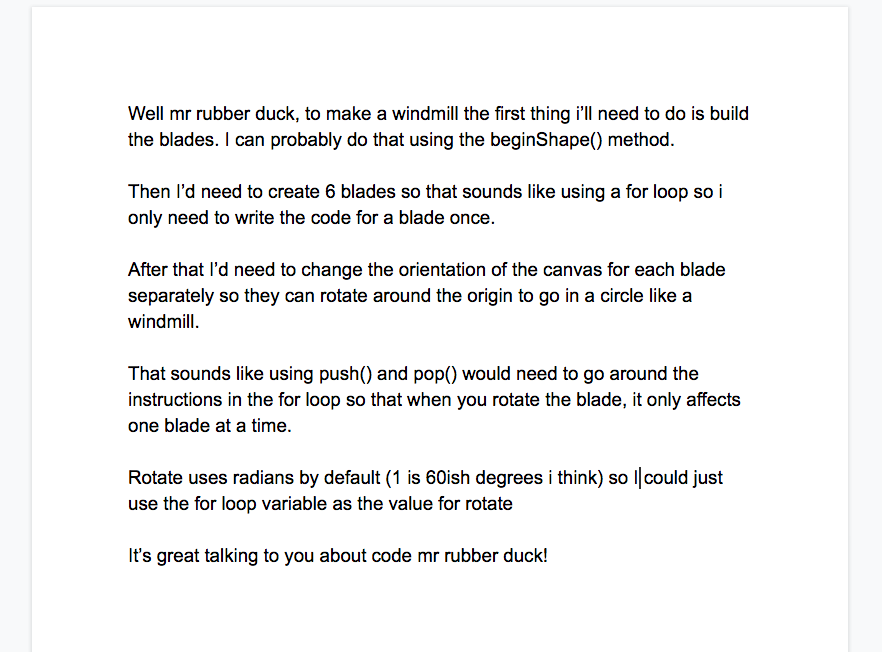 Well mr rubber duck, to make a windmill the first thing i’ll need to do is build
the blades. I can probably do that using the beginShape() method.
Then I’d need to create 6 blades so that sounds like using a for loop so i
only need to write the code for a blade once.
After that I’d need to change the orientation of the canvas for each blade
separately so they can rotate around the origin to go in a circle like a
windmill.
That sounds like using push() and pop() would need to go around the
instructions in the for loop so that when you rotate the blade, it only affects
one blade at a time.
Rotate uses radians by default (1 is 60ish degrees i think) so I could just
use the for loop variable as the value for rotate
It’s great talking to you about code mr rubber duck!